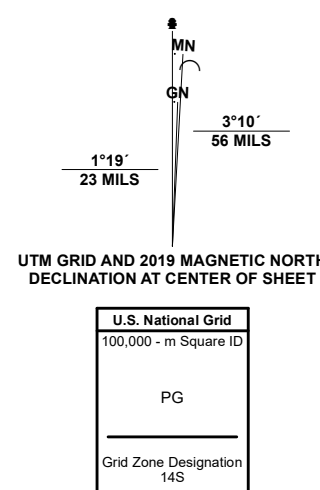 MN
GN
3°10´
56 MILS
1°19´
23 MILS
UTM GRID AND 2019 MAGNETIC NORTH
DECLINATION AT CENTER OF SHEET
U.S. National Grid
100,000 - m Square ID
PG
Grid Zone Designation
14S